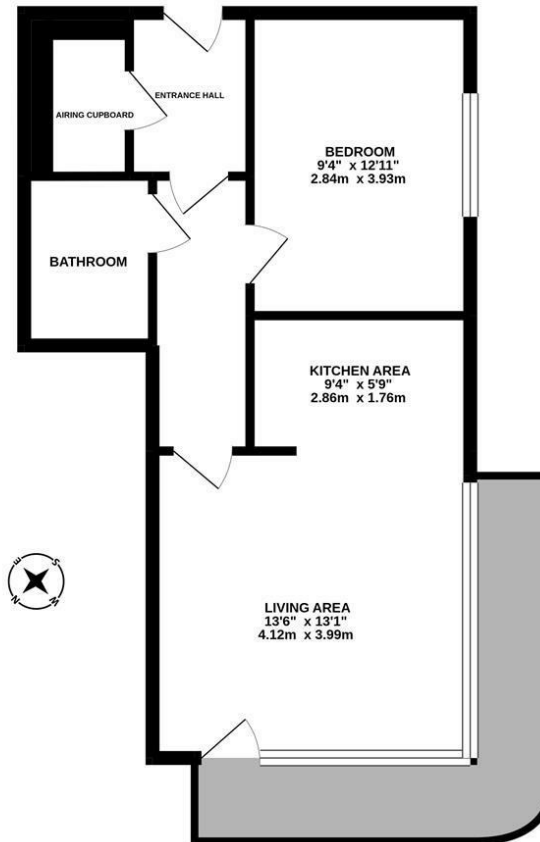 ENTRANCE HALL
AIRING CUPBOARD
BEDROOM
9'4" x 12'11"
2.84m x 3.93m
BATHROOM
KITCHEN AREA
9'4" x 5'9"
2.86m x 1.76m
E
S
N
W
LIVING AREA
13'6" x 13'1"
4.12m x 3.99m